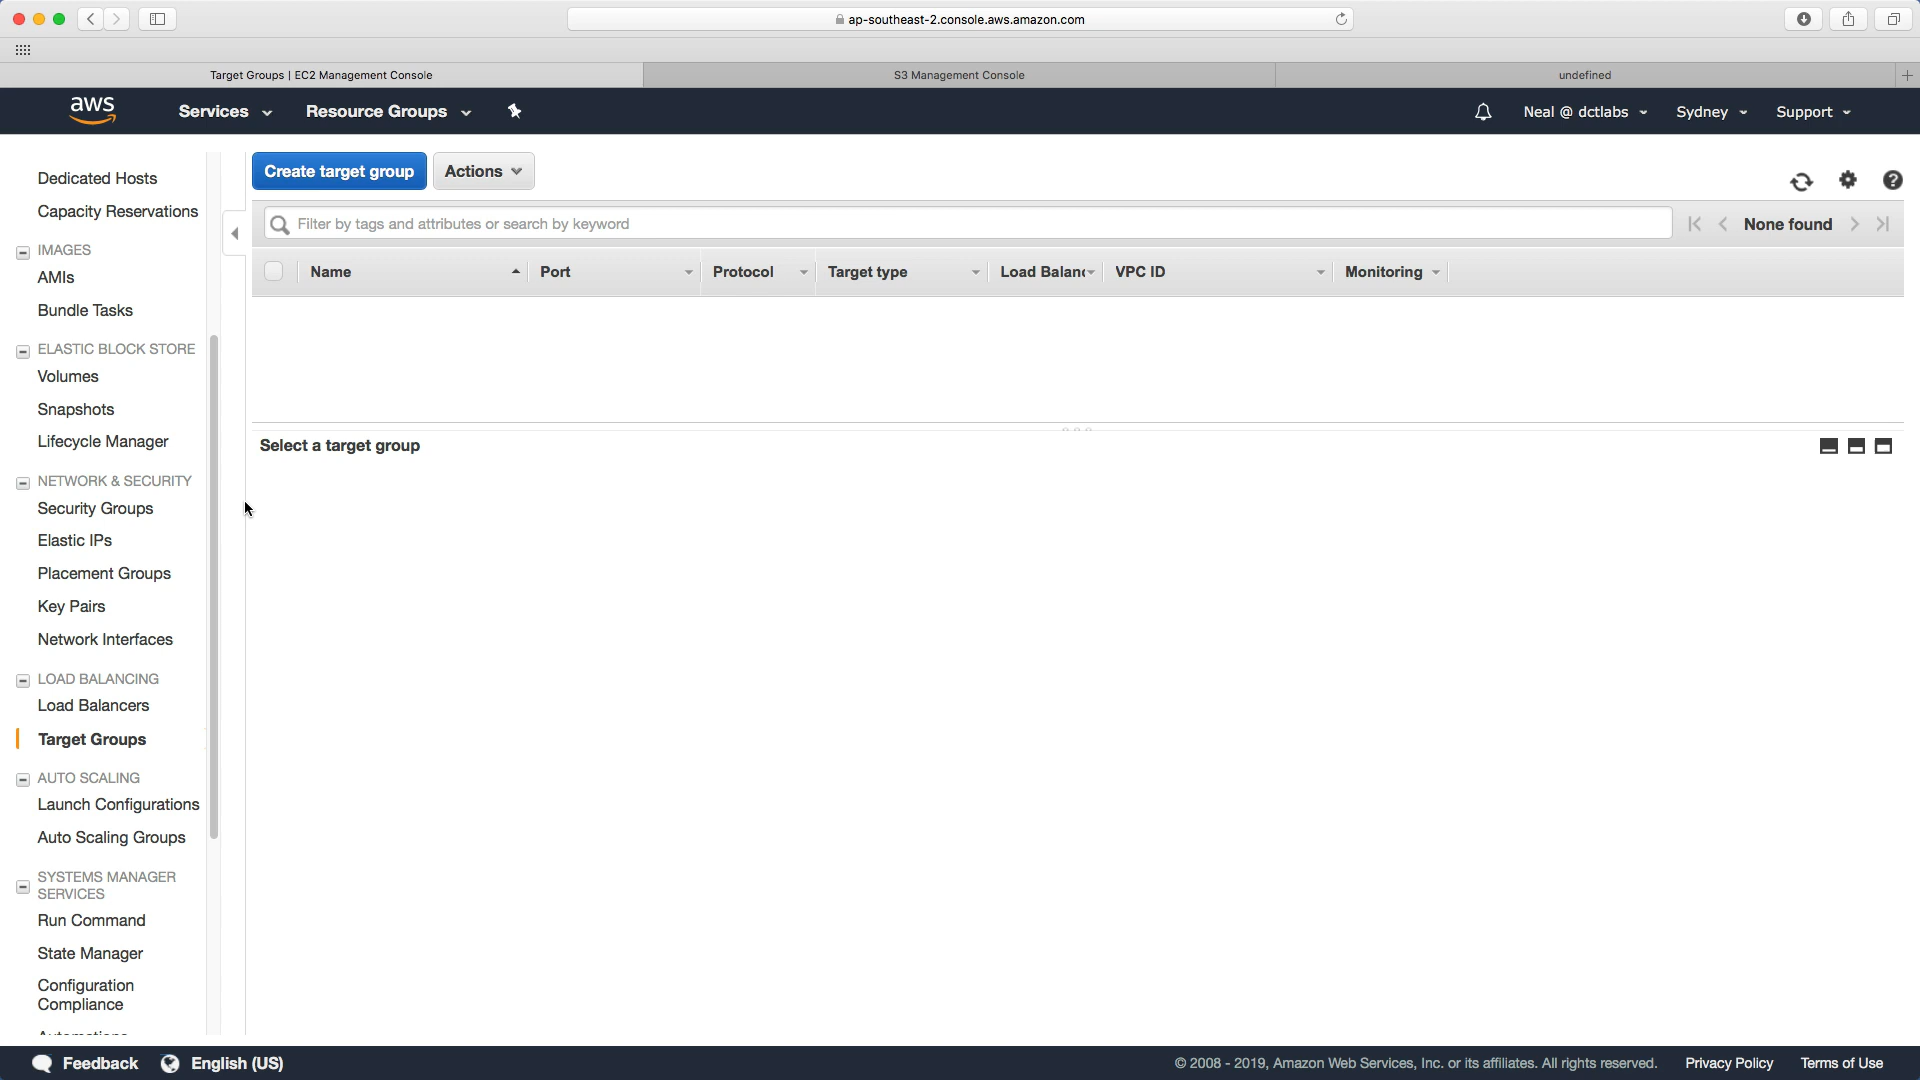 ap-southeast-2.console.aws.amazon.com
Target Groups | EC2 Management Console
S3 Management Console
undefined
aws
Services
Resource Groups
Neal @ dctlabs
Sydney
Support
Dedicated Hosts
Capacity Reservations
IMAGES
AMIs
Bundle Tasks
ELASTIC BLOCK STORE
Volumes
Snapshots
Lifecycle Manager
NETWORK & SECURITY
Security Groups
Elastic IPs
Placement Groups
Key Pairs
Network Interfaces
LOAD BALANCING
Load Balancers
Target Groups
AUTO SCALING
Launch Configurations
Auto Scaling Groups
SYSTEMS MANAGER
SERVICES
Run Command
State Manager
Configuration
Compliance
Create target group
Actions
Filter by tags and attributes or search by keyword
None found
Name
Port
Protocol
Target type
Load Balanc
VPC ID
Monitoring
Select a target group
Feedback
English (US)
© 2008 - 2019, Amazon Web Services, Inc. or its affiliates. All rights reserved.
Privacy Policy
Terms of Use